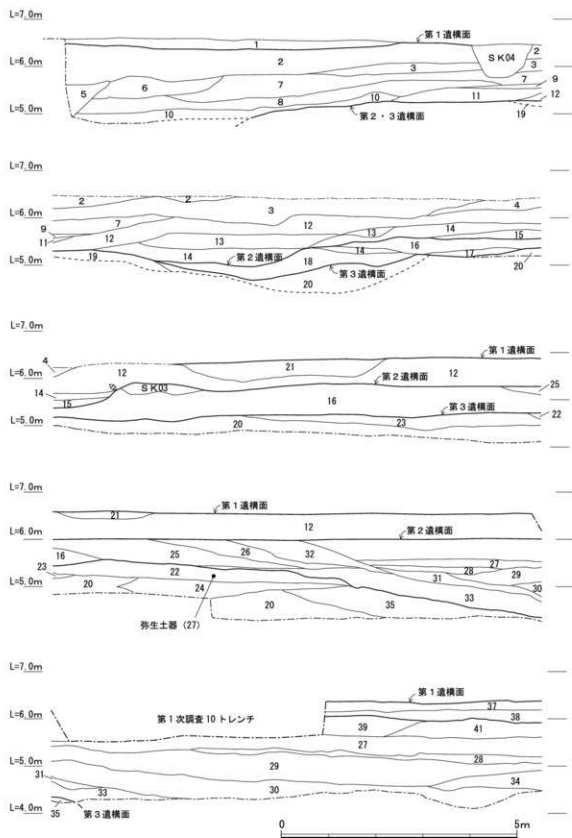 L=7.0m
第1遺構面
1
2
L=6.0m
SK04
2
3
3
5
6
7
7
9
8
10
11
12
L=5.0m
10
19
第2・3遺構面
L=7.0m
2
2
3
4
L=6.0m
7
12
9
13
14
11
12
13
15
14
16
L=5.0m
19
14
18
17
20
第2遺構面
第3遺構面
20
L=7.0m
第1遺構面
4
21
L=6.0m
12
12
第2遺構面
SK03
25
14
16
15
第3遺構面
L=5.0m
20
23
22
L=7.0m
第1遺構面
21
12
第2遺構面
L=6.0m
16
25
26
32
27
22
28
29
23
31
L=5.0m
20
24
30
20
33
35
弥生土器(27)
L=7.0m
第1遺構面
37
L=6.0m
第1次調査10トレンチ
38
39
41
27
L=5.0m
28
29
31
34
33
30
L=4.0m
35
第3遺構面
0
5m